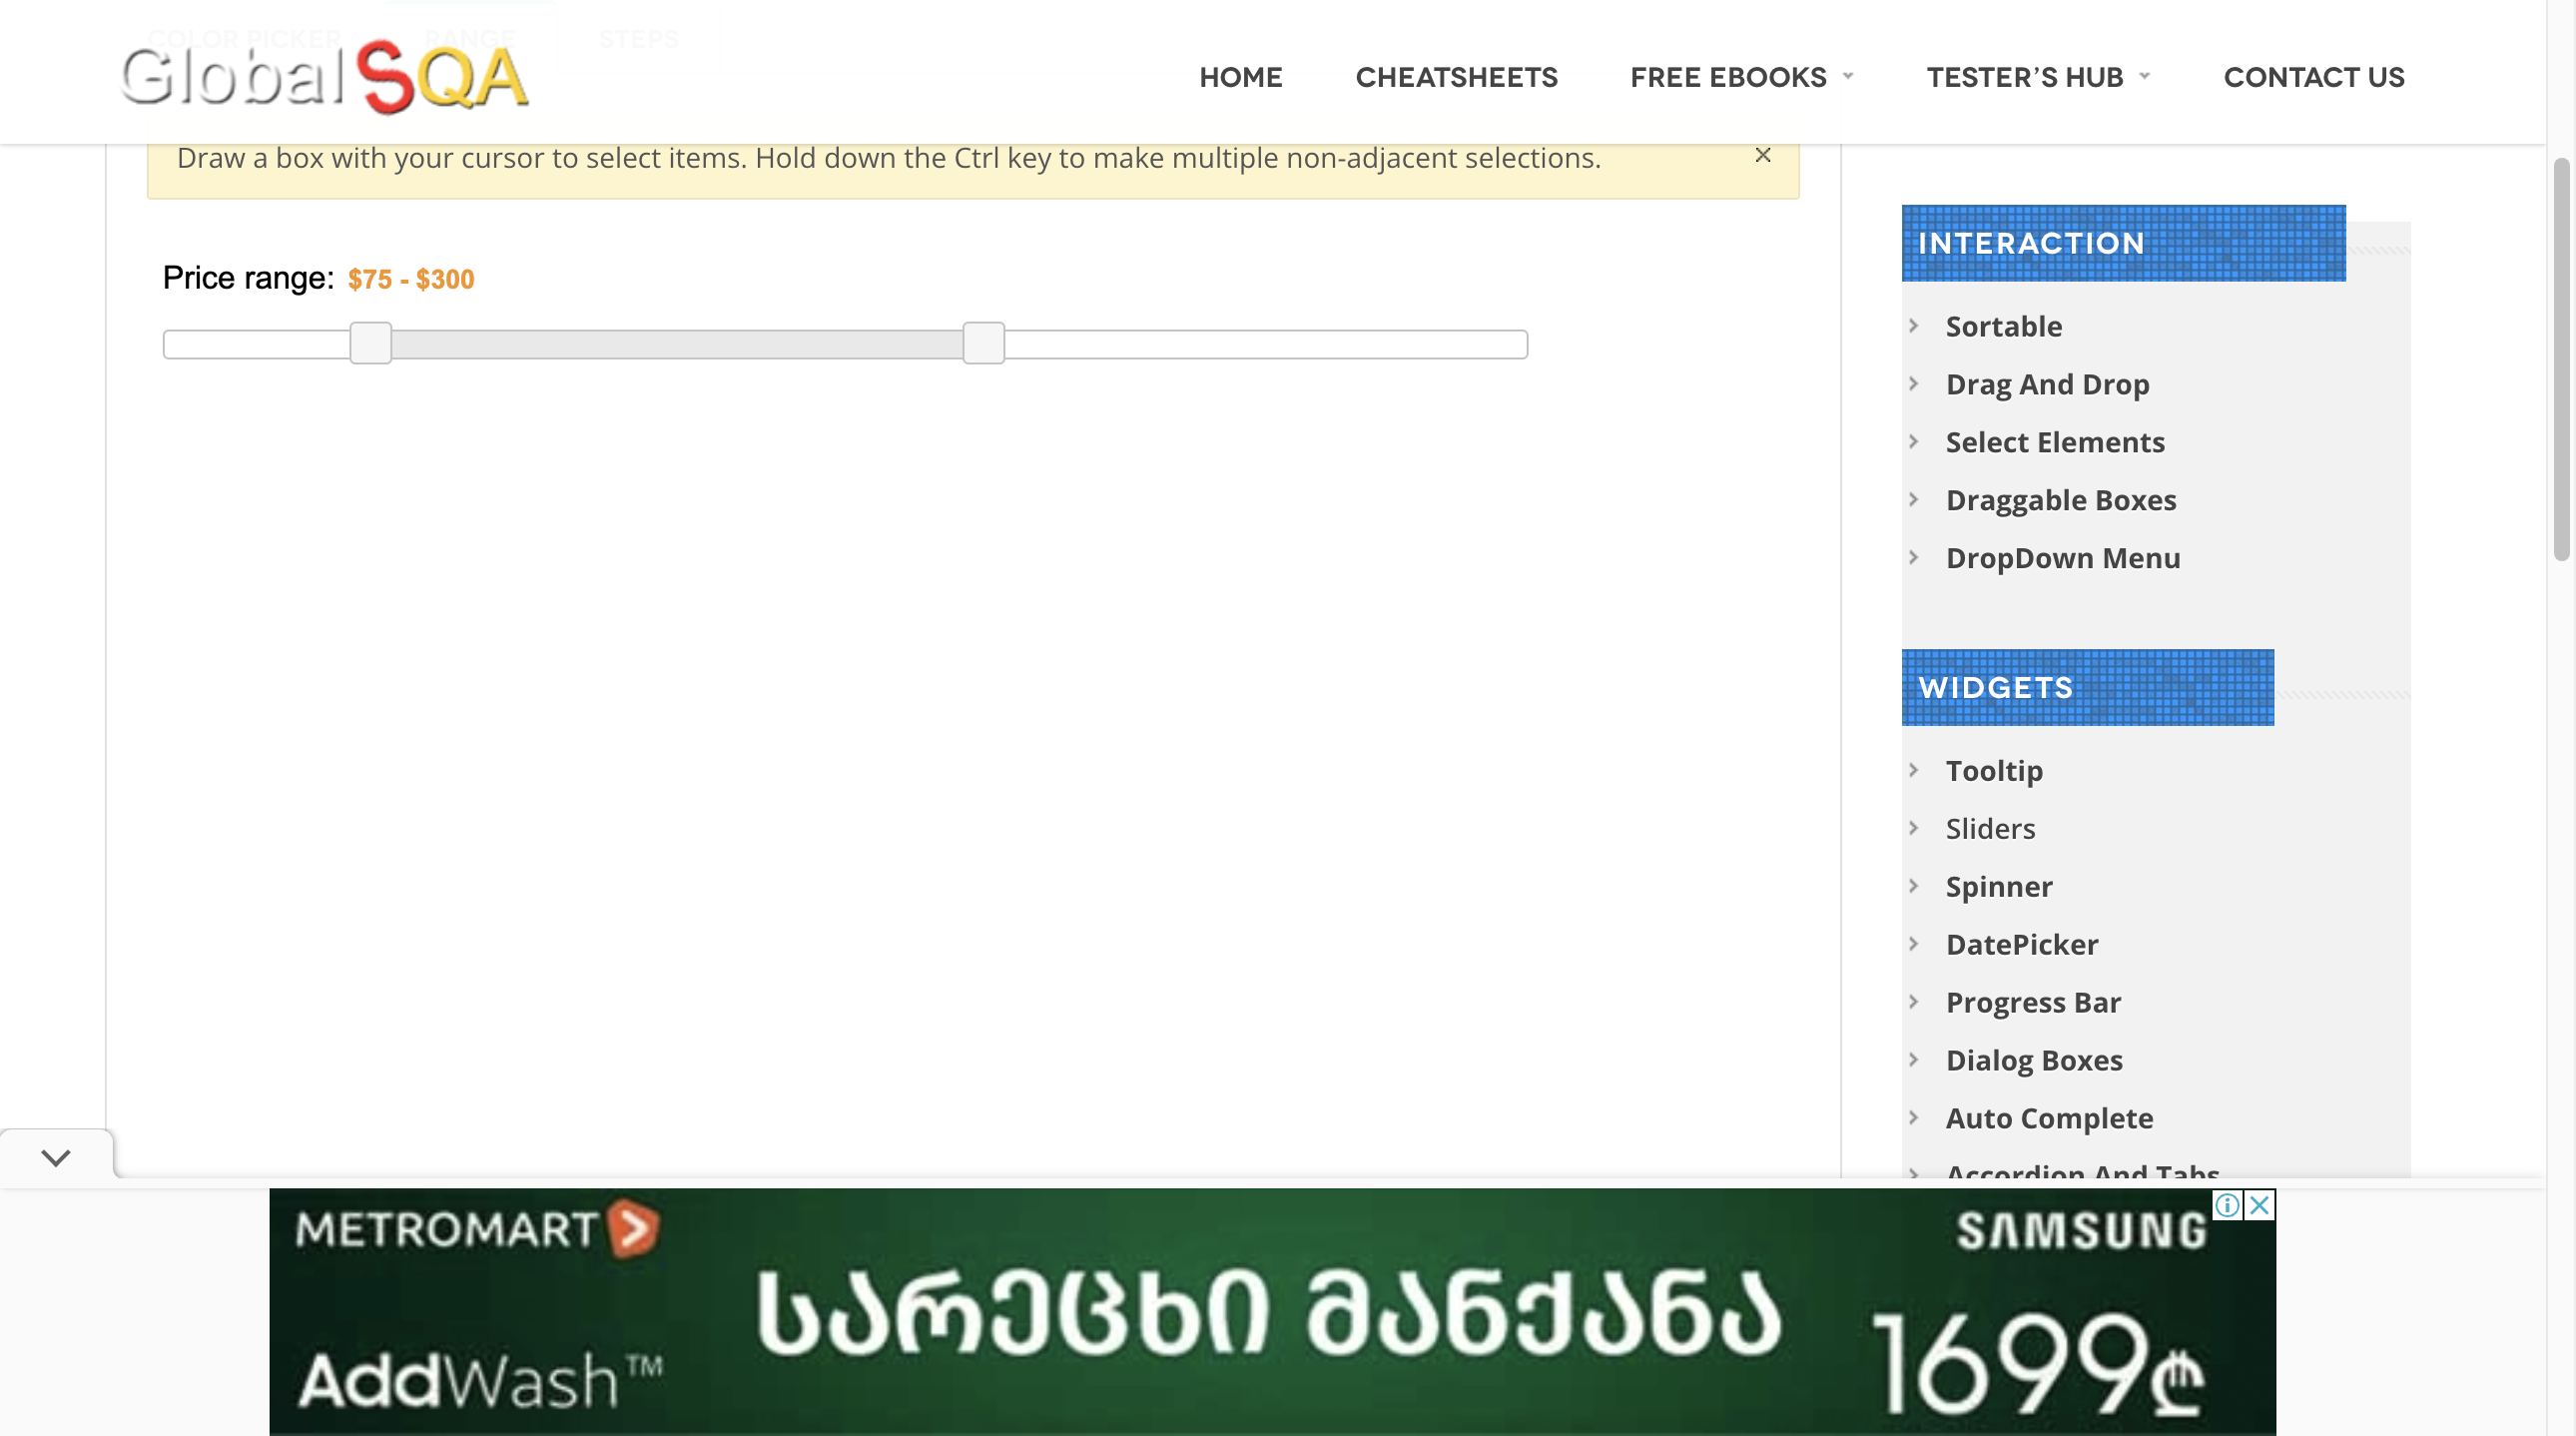 COLOR PICKER RANGE STEPS
Global SQA
HOME CHEATSHEETS FREE EBOOKS TESTER’S HUB CONTACT US
Draw a box with your cursor to select items. Hold down the Ctrl key to make multiple non-adjacent selections.
Price range: $75 - $300
INTERACTION
Sortable
Drag And Drop
Select Elements
Draggable Boxes
DropDown Menu
WIDGETS
Tooltip
Sliders
Spinner
DatePicker
Progress Bar
Dialog Boxes
Auto Complete
Accordion And Tabs
METROMART
AddWash™
სარეცხი მანქანა
SAMSUNG
1699₾